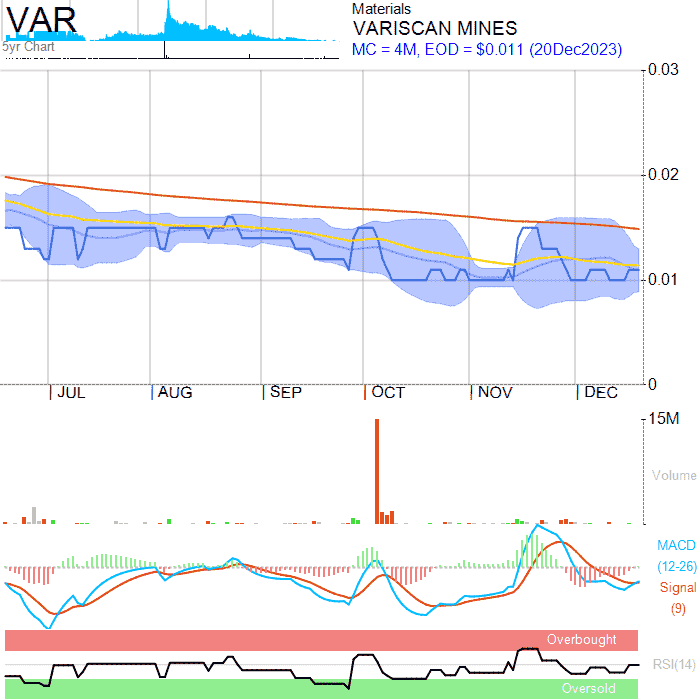 VAR
5yr Chart
Materials
VARISCAN MINES
MC = 4M, EOD = $0.011 (20Dec2023)
0.03
0.02
0.01
0
JUL
AUG
SEP
OCT
NOV
DEC
15M
Volume
MACD
(12-26)
Signal
(9)
Overbought
RSI(14)
Oversold